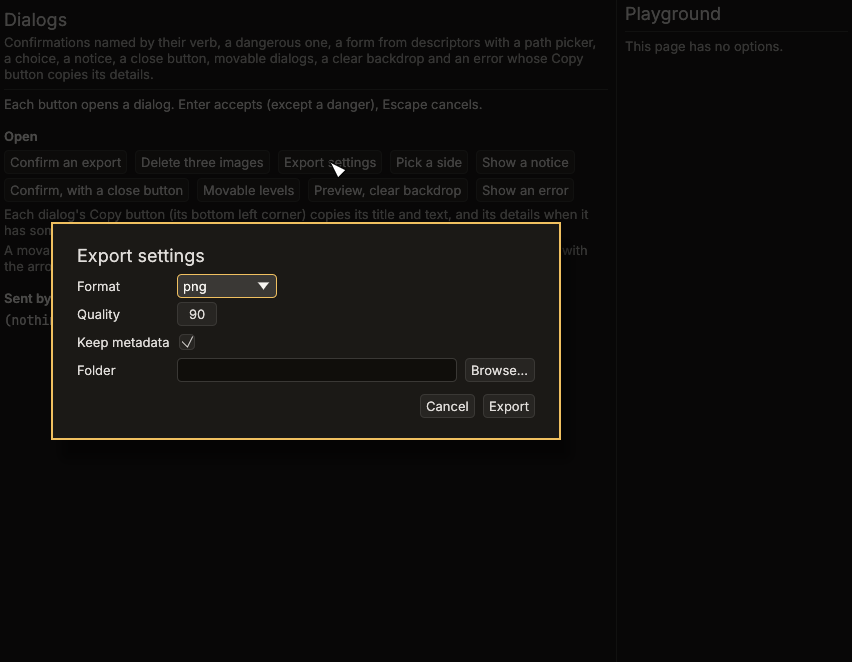 Dialogs
Confirmations named by their verb, a dangerous one, a form from descriptors with a path picker,
a choice, a notice, a close button, movable dialogs, a clear backdrop and an error whose Copy
button copies its details.
Each button opens a dialog. Enter accepts (except a danger), Escape cancels.
Open
Confirm an export
Delete three images
Export settings
Pick a side
Show a notice
Confirm, with a close button
Movable levels
Preview, clear backdrop
Show an error
Each dialog's Copy button (its bottom left corner) copies its title and text, and its details when it
has
A
with
the
Sent by
Export settings
Format
png
Quality
90
Keep metadata
Folder
Browse...
Cancel
Export
Playground
This page has no options.